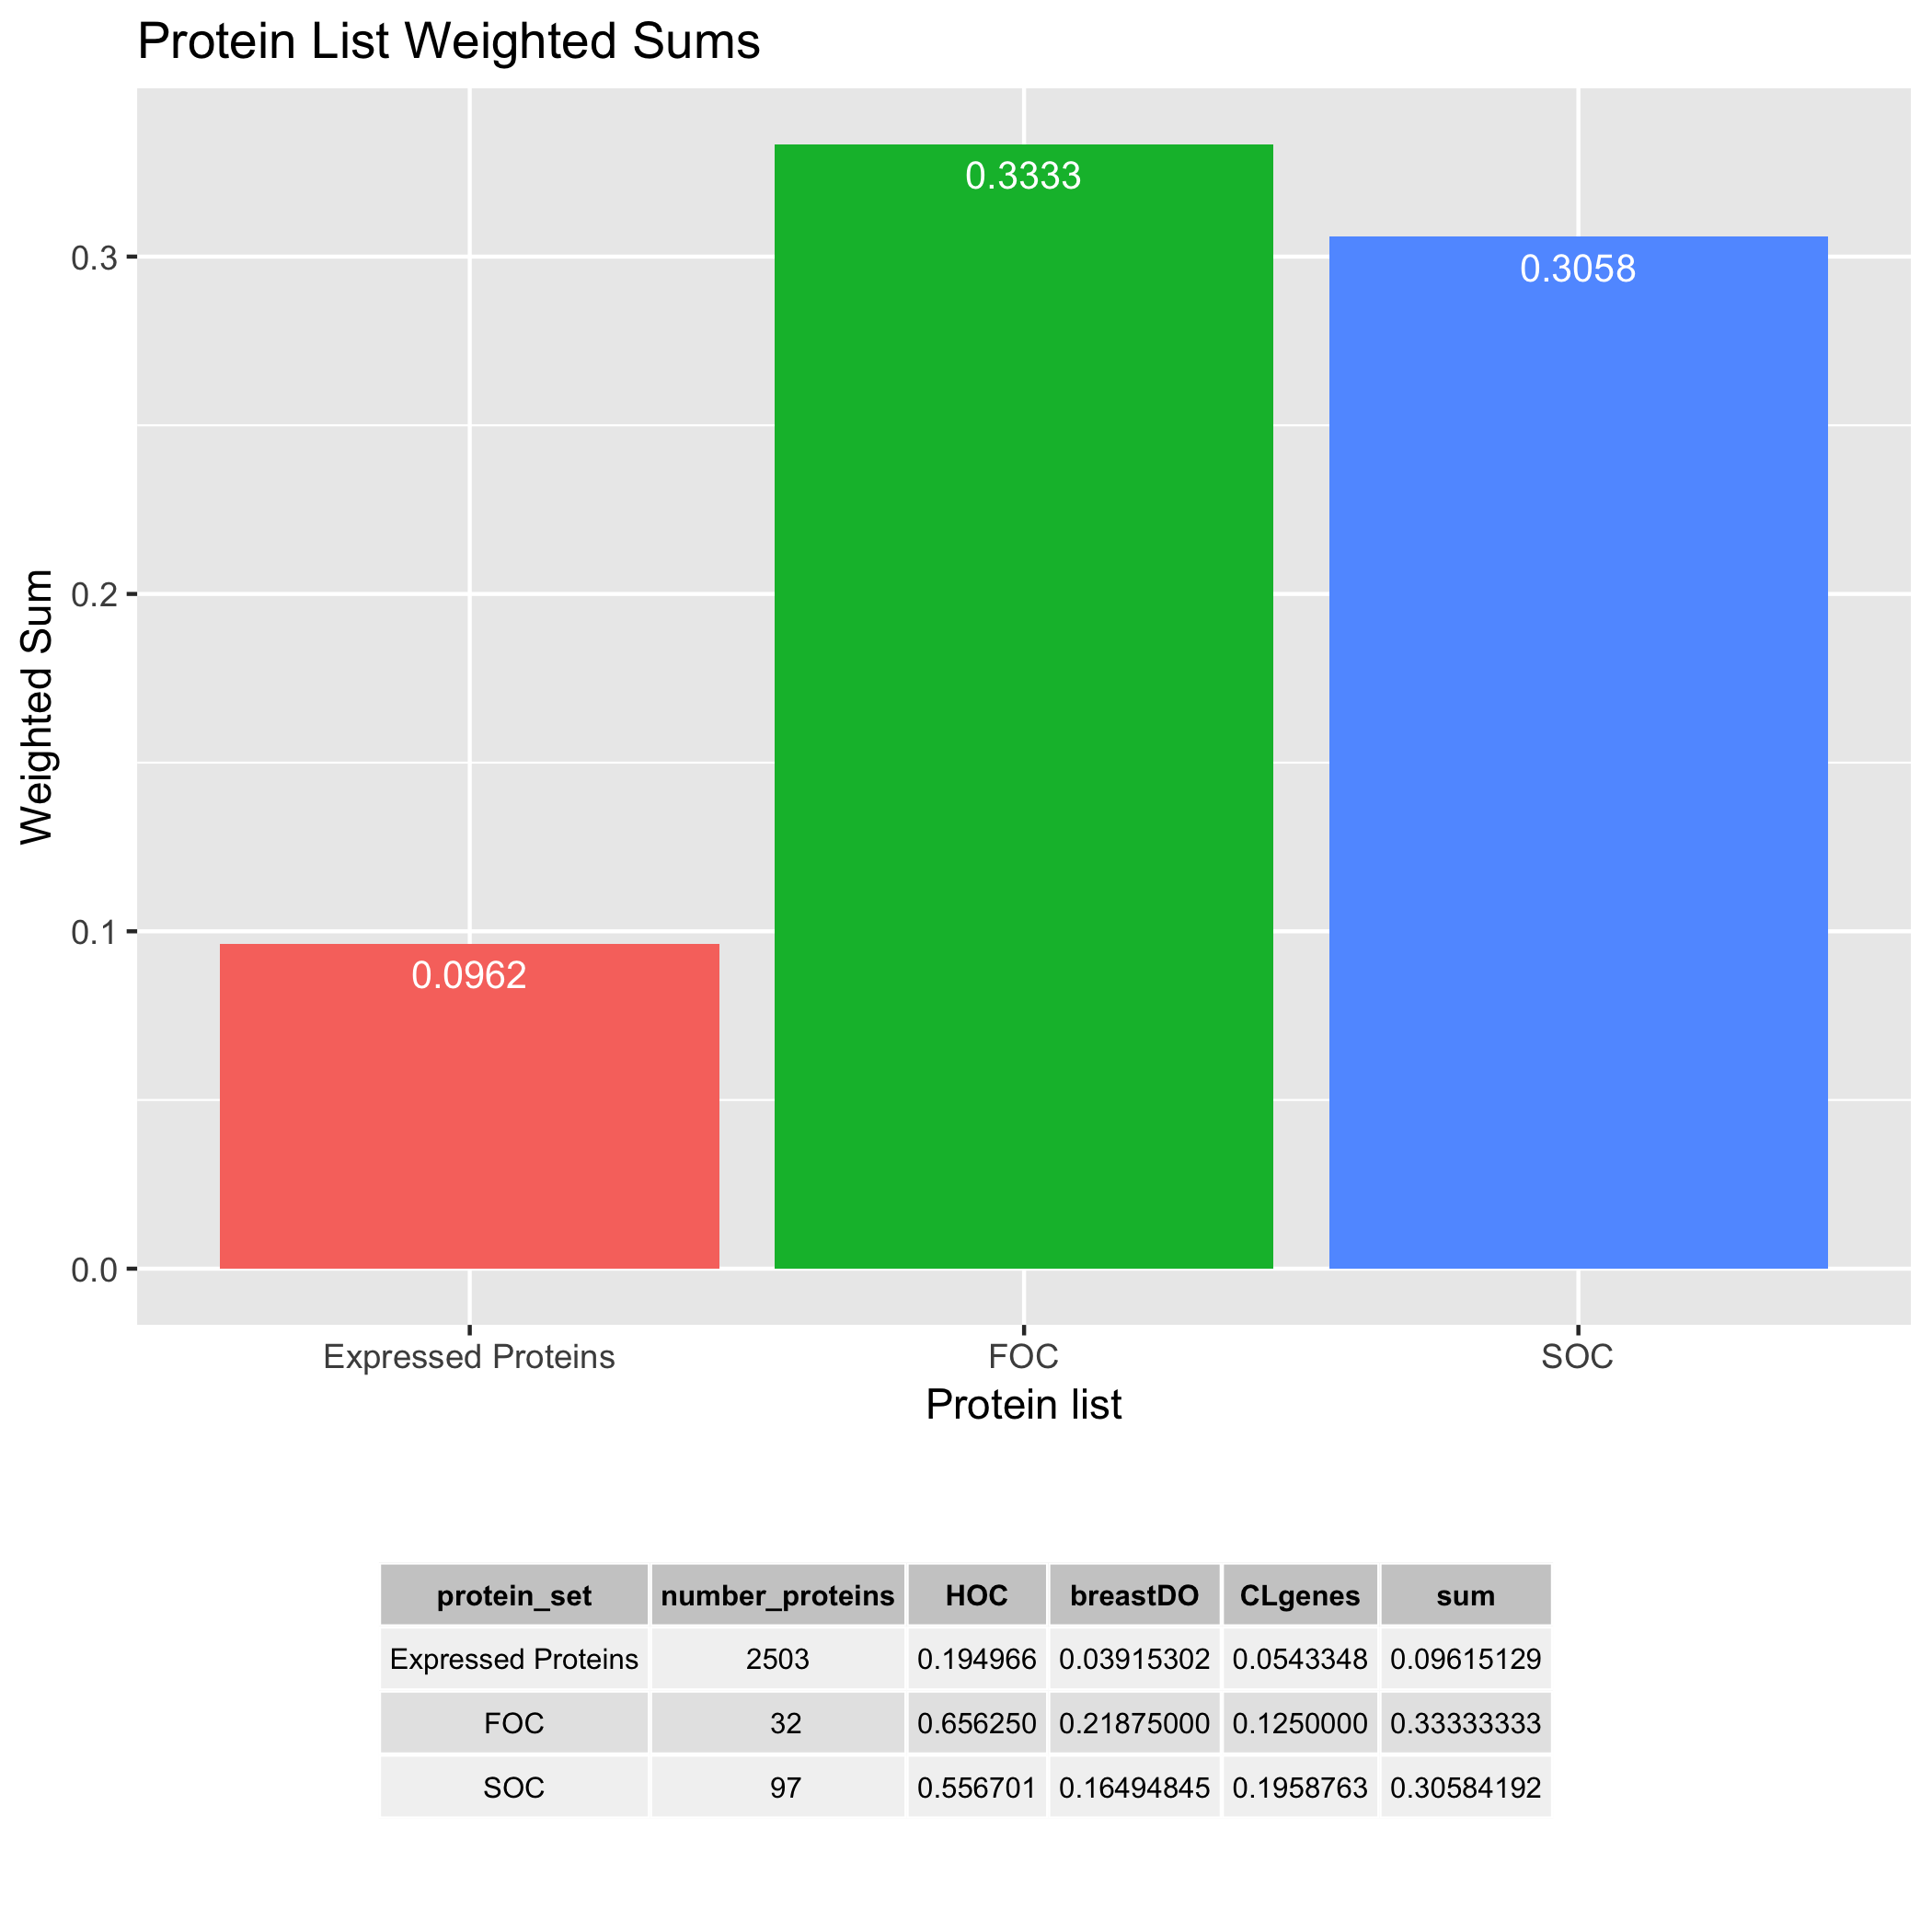 Protein List Weighted Sums
Weighted Sum
0.3
0.2
0.1
0.0
0.0962
0.3333
0.3058
Expressed Proteins FOC SOC
Protein list
protein_set number_proteins HOC breastDO CLgenes sum
Expressed Proteins 2503 0.194966 0.03915302 0.0543348 0.09615129
FOC 32 0.656250 0.21875000 0.1250000 0.33333333
SOC 97 0.556701 0.16494845 0.1958763 0.30584192